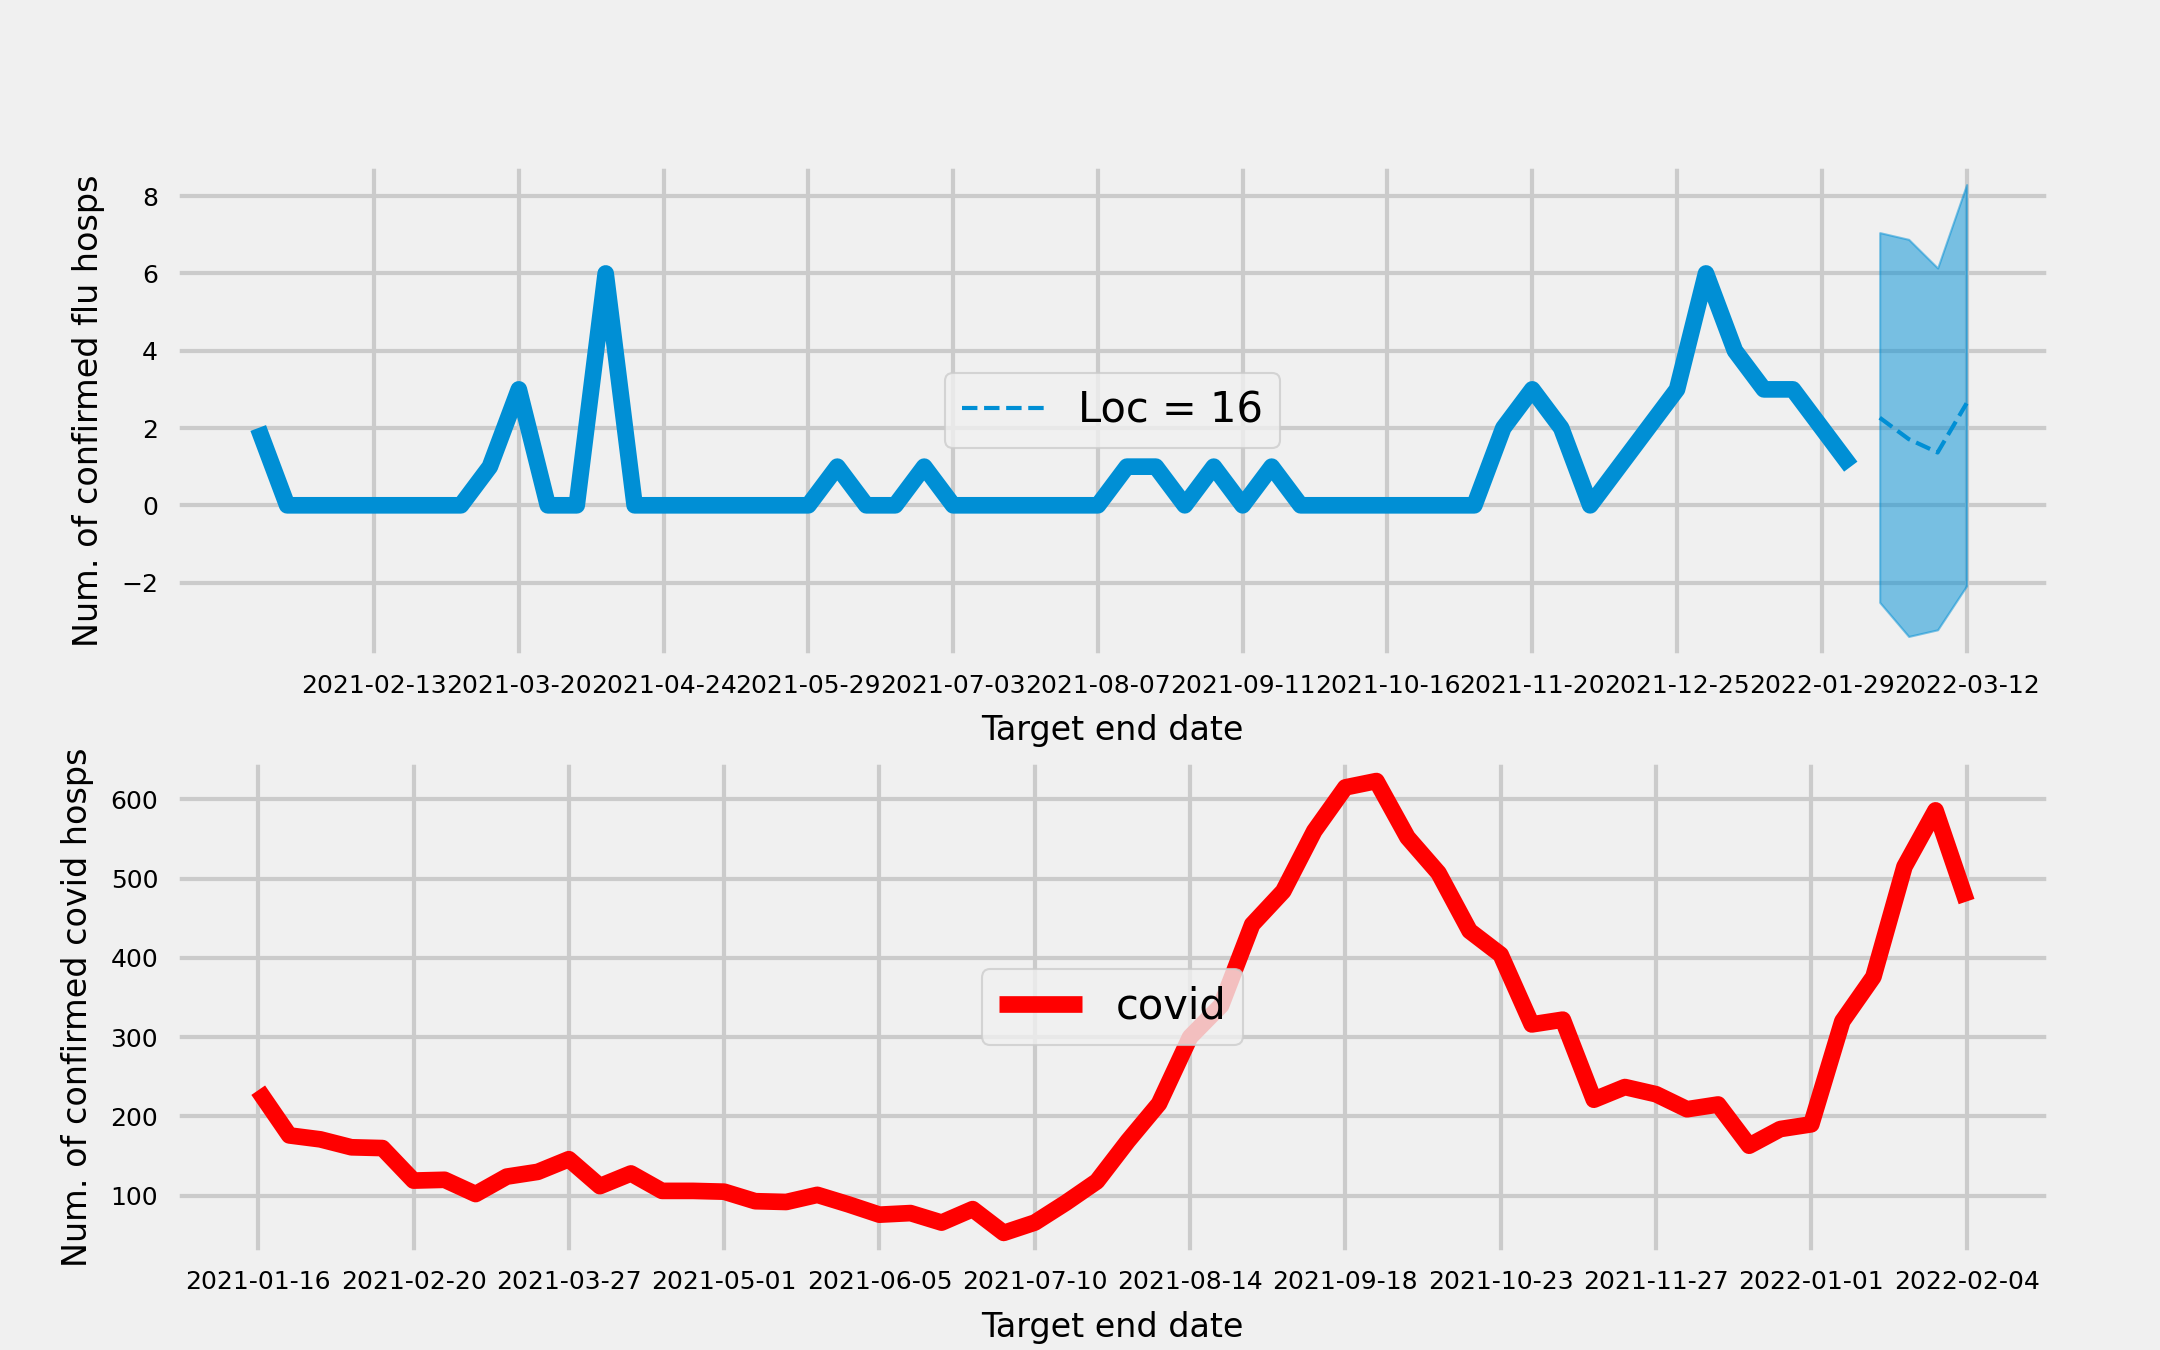 Num. of confirmed flu hosps
8
6
4
2
0
−2
Loc = 16
2021-02-13 2021-03-20 2021-04-24 2021-05-29 2021-07-03 2021-08-07 2021-09-11 2021-10-16 2021-11-20 2021-12-25 2022-01-29 2022-03-12
Target end date
Num. of confirmed covid hosps
600
500
400
300
200
100
covid
2021-01-16 2021-02-20 2021-03-27 2021-05-01 2021-06-05 2021-07-10 2021-08-14 2021-09-18 2021-10-23 2021-11-27 2022-01-01 2022-02-04
Target end date